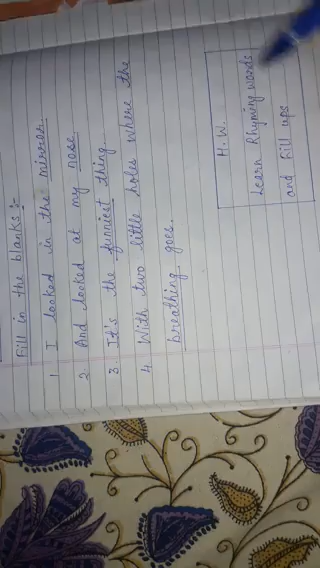 Fill in the blanks :-
1. I looked in the mirror.
2. And looked at my nose
3. It's the funniest thing.
4. With two little holes where the
breathing goes.
H.W.
Learn Rhyming words
and Fill ups